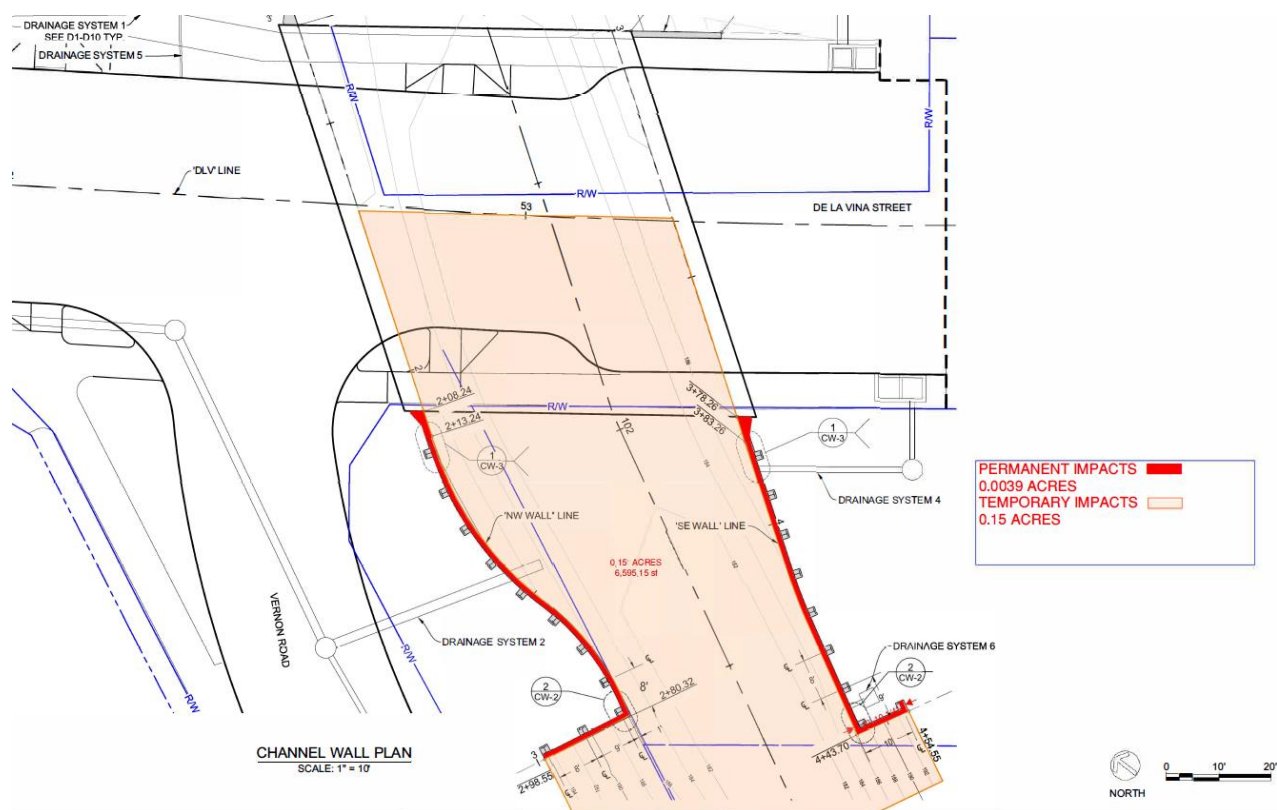 DRAINAGE SYSTEM 1
SEE D1-D10 TYP
DRAINAGE SYSTEM 5
R/W
R/W
'DLV' LINE
R/W
53
DE LA VINA STREET
2+08.24
2+13.24
R/W
3+78.26
3+83.26
102
1
CW-3
1
CW-3
PERMANENT IMPACTS
0.0039 ACRES
TEMPORARY IMPACTS
0.15 ACRES
DRAINAGE SYSTEM 4
'NW WALL" LINE
'SE WALL' LINE
4
0.15 ACRES
6,595.15 sf
VERNON ROAD
DRAINAGE SYSTEM 2
R/W
R/W
DRAINAGE SYSTEM 6
2
CW-2
2
CW-2
8'
2+80.32
9'
1'
10'
3
2+98.55
4+43.70
4+54.55
CHANNEL WALL PLAN
SCALE: 1" = 10'
NORTH
0 10' 20'